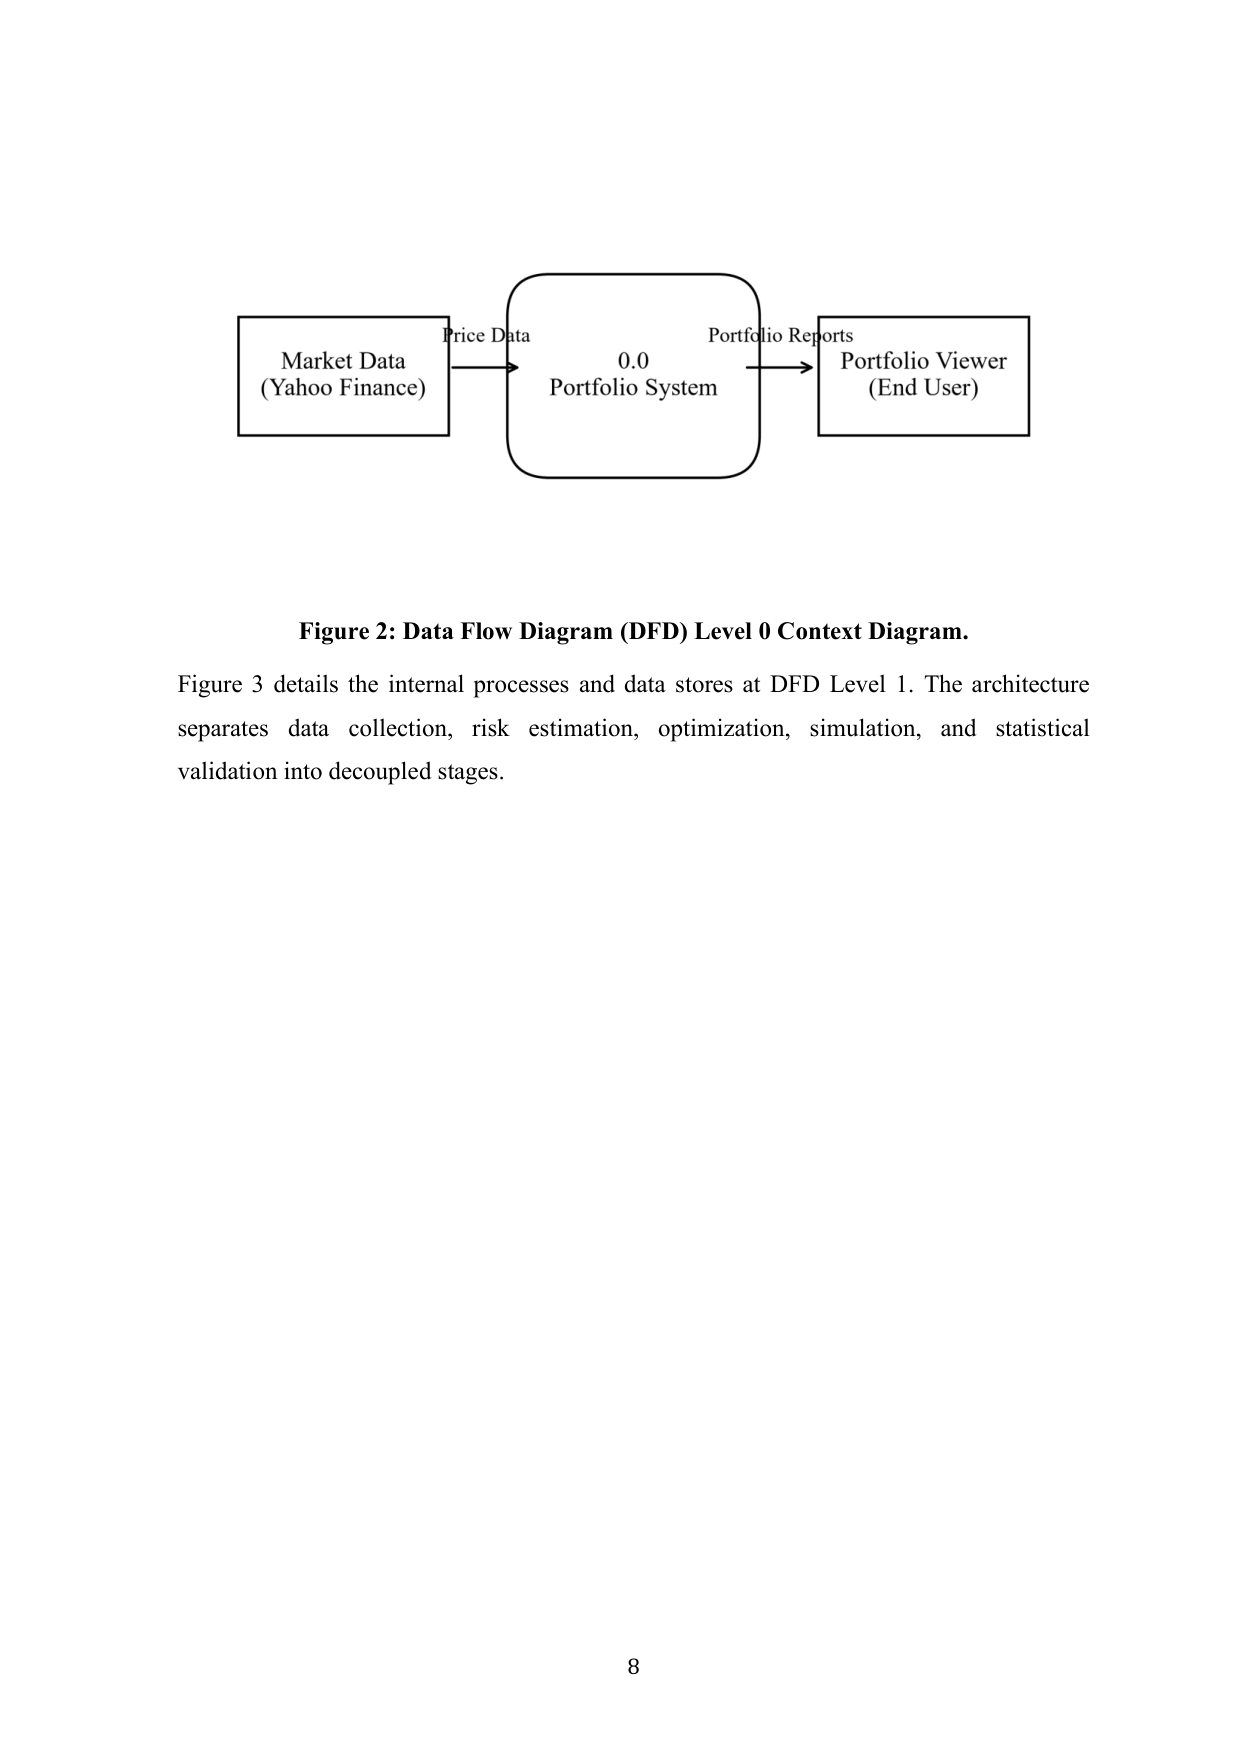 Price Data
Portfolio Reports
Market Data
(Yahoo Finance)
0.0
Portfolio System
Portfolio Viewer
(End User)
Figure 2: Data Flow Diagram (DFD) Level 0 Context Diagram.
Figure 3 details the internal processes and data stores at DFD Level 1. The architecture
separates data collection, risk estimation, optimization, simulation, and statistical
validation into decoupled stages.
8